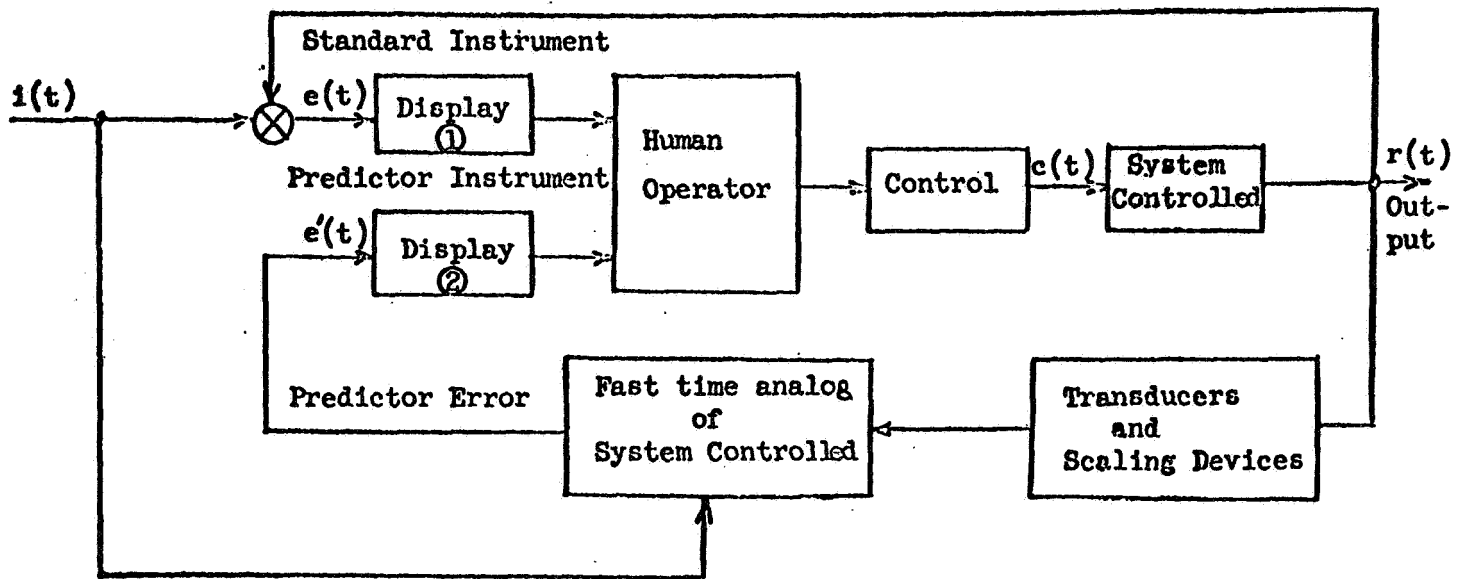 Standard Instrument
i(t)
e(t)
Display
①
Predictor Instrument
e'(t)
Display
②
Human
Operator
Control
c(t)
System
Controlled
r(t)
Out-
put
Predictor Error
Fast time analog
of
System Controlled
Transducers
and
Scaling Devices